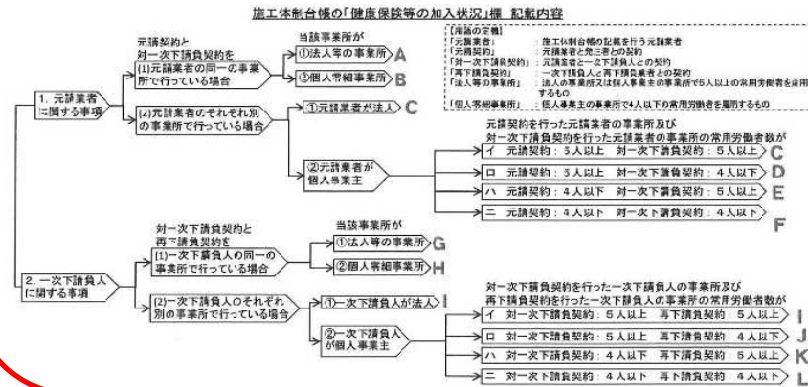 施工体制台帳の「健康保険等の加入状況」欄 記載内容
【用語の定義】
「元請業者」 : 施工体制台帳の記載を行う元請業者
「元請契約」 : 元請業者と発注者との契約
「対一次下請負契約」 : 元請業者と一次下請負人との契約
「再下請負契約」 : 一次下請負人と再下請負業者との契約
「法人等の事業所」 : 法人の事業所又は個人事業主の事業所で5人以上の常用労働者を雇用
するもの
「個人零細事業所」 : 個人事業主の事業所で4人以下の常用労働者を雇用するもの
元請契約と
対一次下請負契約を
(1)元請業者の同一の事業
所で行っている場合
当該事業所が
①法人等の事業所 A
②個人零細事業所 B
1. 元請業者
に関する事項
(2)元請業者のそれぞれ別
の事業所で行っている場合
①元請業者が法人 C
②元請業者が
個人事業主
元請契約を行った元請業者の事業所及び
対一次下請負契約を行った元請業者の事業所の常用労働者数が
イ 元請契約:5人以上 対一次下請負契約:5人以上 C
ロ 元請契約:5人以上 対一次下請負契約:4人以下 D
ハ 元請契約:4人以下 対一次下請負契約:5人以上 E
ニ 元請契約:4人以下 対一次下請負契約:4人以下 F
対一次下請負契約と
再下請負契約を
(1)一次下請負人の同一の
事業所で行っている場合
当該事業所が
①法人等の事業所 G
②個人零細事業所 H
2. 一次下請負人
に関する事項
(2)一次下請負人のそれぞれ
別の事業所で行っている場合
①一次下請負人が法人 I
②一次下請負人
が個人事業主
対一次下請負契約を行った一次下請負人の事業所及び
再下請負契約を行った一次下請負人の事業所の常用労働者数が
イ 対一次下請負契約:5人以上 再下請負契約:5人以上 I
ロ 対一次下請負契約:5人以上 再下請負契約:4人以下 J
ハ 対一次下請負契約:4人以下 再下請負契約:5人以上 K
ニ 対一次下請負契約:4人以下 再下請負契約:4人以下 L